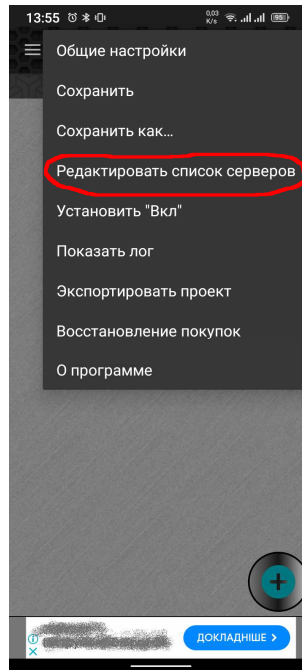 13:55
0,03
K/s
95
Общие настройки
Сохранить
Сохранить как...
Редактировать список серверов
Установить "Вкл"
Показать лог
Экспортировать проект
Восстановление покупок
О программе
ДОКЛАДНІШЕ